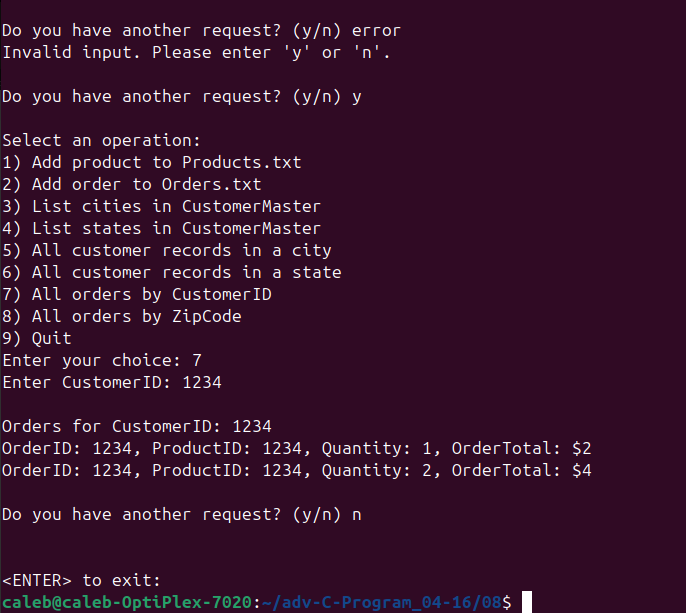 Do you have another request? (y/n) error
Invalid input. Please enter 'y' or 'n'.
Do you have another request? (y/n) y
Select an operation:
1) Add product to Products.txt
2) Add order to Orders.txt
3) List cities in CustomerMaster
4) List states in CustomerMaster
5) All customer records in a city
6) All customer records in a state
7) All orders by CustomerID
8) All orders by ZipCode
9) Quit
Enter your choice: 7
Enter CustomerID: 1234
Orders for CustomerID: 1234
OrderID: 1234, ProductID: 1234, Quantity: 1, OrderTotal: $2
OrderID: 1234, ProductID: 1234, Quantity: 2, OrderTotal: $4
Do you have another request? (y/n) n
<ENTER> to exit:
caleb@caleb-OptiPlex-7020:~/adv-C-Program_04-16/08$